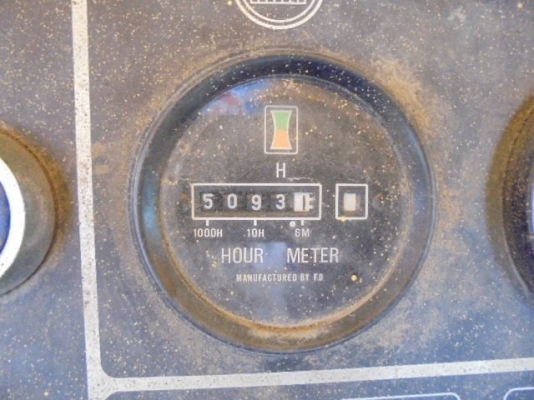 H
5093
1000H 10H 6M
HOUR METER
MANUFACTURED BY F.D